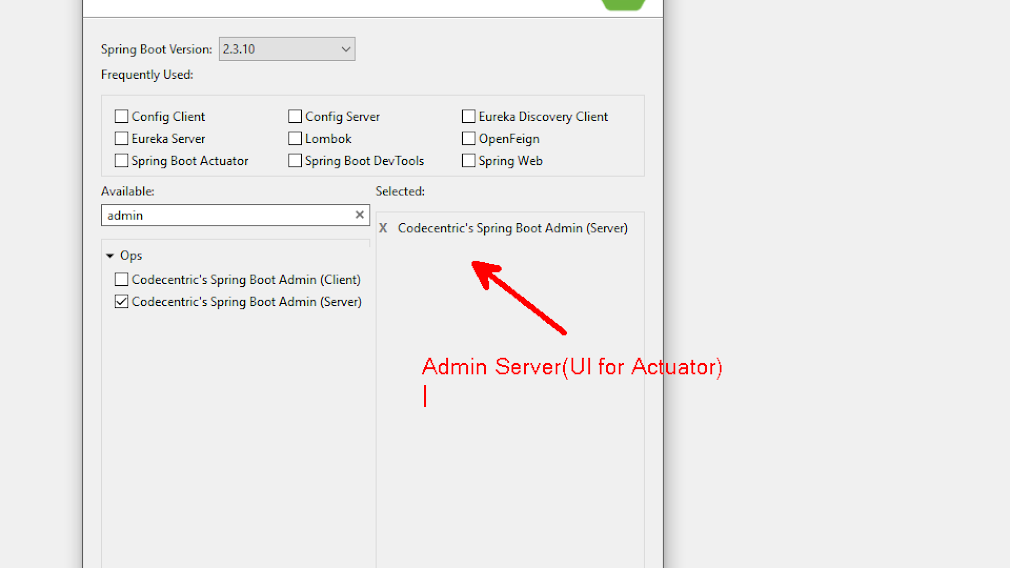 Spring Boot Version: 2.3.10
Frequently Used:
Config Client Config Server Eureka Discovery Client
Eureka Server Lombok OpenFeign
Spring Boot Actuator Spring Boot DevTools Spring Web
Available: Selected:
admin
X Codecentric's Spring Boot Admin (Server)
Ops
Codecentric's Spring Boot Admin (Client)
Codecentric's Spring Boot Admin (Server)
Admin Server(UI for Actuator)